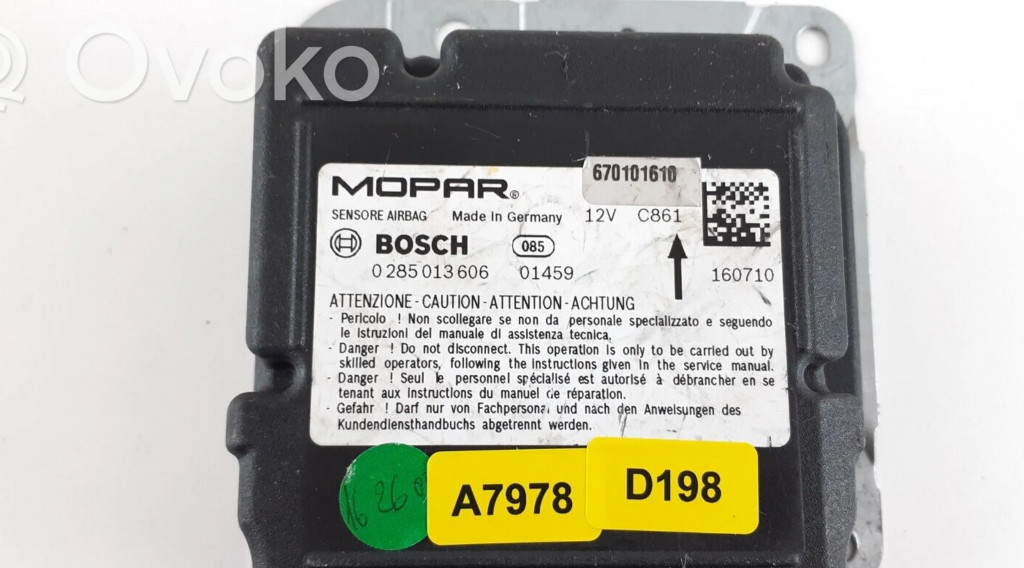 Ovoko
670101610
MOPAR®
SENSORE AIRBAG Made In Germany 12V C861
BOSCH 085
0 285 013 606 01459 160710
ATTENZIONE - CAUTION - ATTENTION - ACHTUNG
- Pericolo ! Non scollegare se non da personale specializzato e seguendo
le istruzioni del manuale di assistenza tecnica.
- Danger ! Do not disconnect. This operation is only to be carried out by
skilled operators, following the instructions given in the service manual.
- Danger ! Seul le personnel spécialisé est autorisé à débrancher en se
tenant aux instructions du manuel de réparation.
- Gefahr ! Darf nur von Fachpersonal und nach den Anweisungen des
Kundendiensthandbuchs abgetrennt werden.
A7978
D198